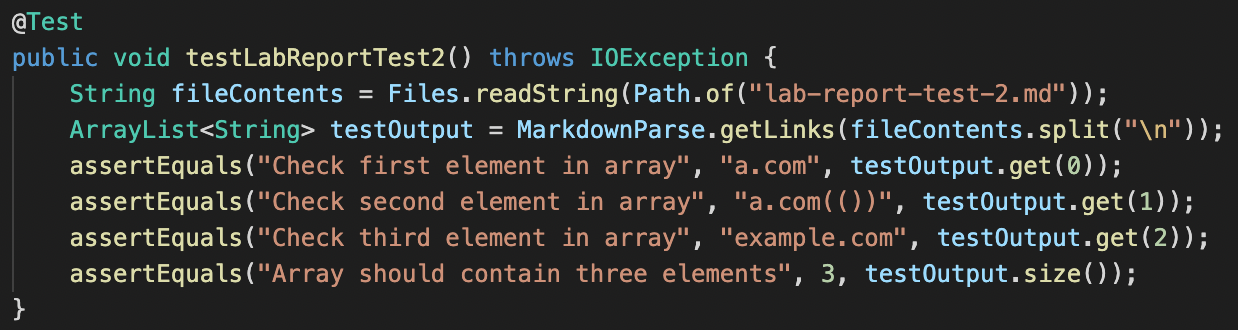 @Test
public void testLabReportTest2() throws IOException {
    String fileContents = Files.readString(Path.of("lab-report-test-2.md"));
    ArrayList<String> testOutput = MarkdownParse.getLinks(fileContents.split("\n"));
    assertEquals("Check first element in array", "a.com", testOutput.get(0));
    assertEquals("Check second element in array", "a.com(())", testOutput.get(1));
    assertEquals("Check third element in array", "example.com", testOutput.get(2));
    assertEquals("Array should contain three elements", 3, testOutput.size());
}